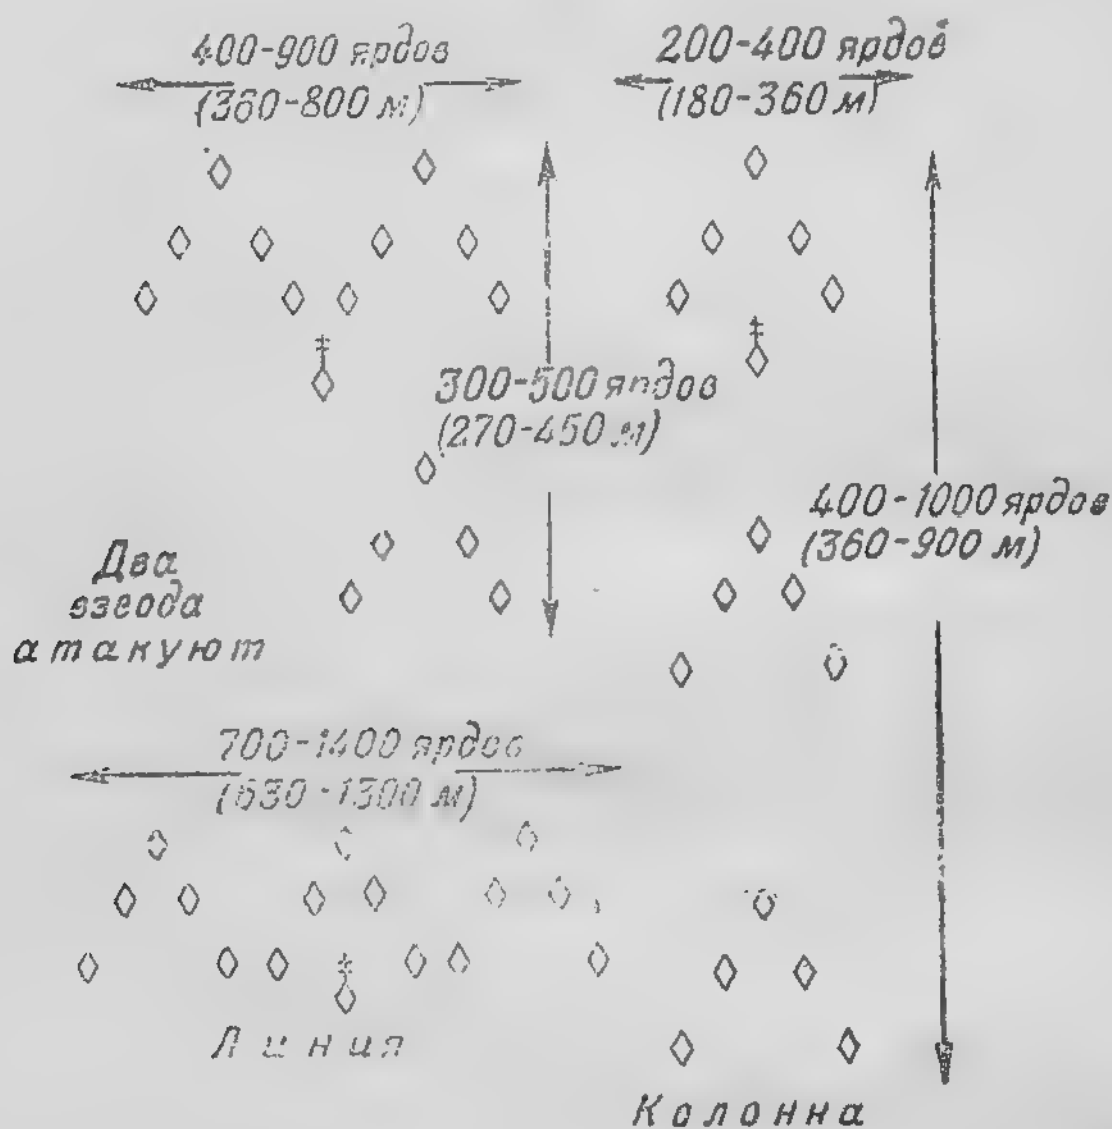 400-900 ярдов
(360-800 м)
200-400 ярдов
(180-360 м)
300-500 ярдов
(270-450 м)
400-1000 ярдов
(360-900 м)
Два
взвода
атакуют
700-1400 ярдов
(630-1300 м)
Линия
Колонна